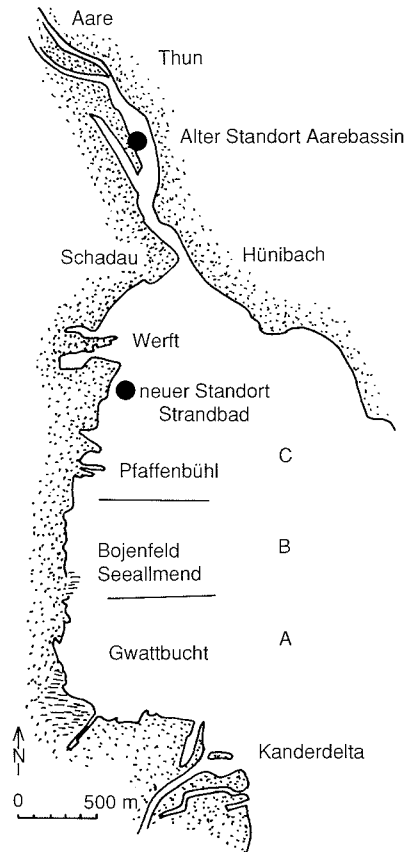 Aare
Thun
Alter Standort Aarebassin
Schadau
Hünibach
Werft
neuer Standort
Strandbad
C
Pfaffenbühl
Bojenfeld
Seeallmend
B
A
Gwattbucht
N
Kanderdelta
0 500 m